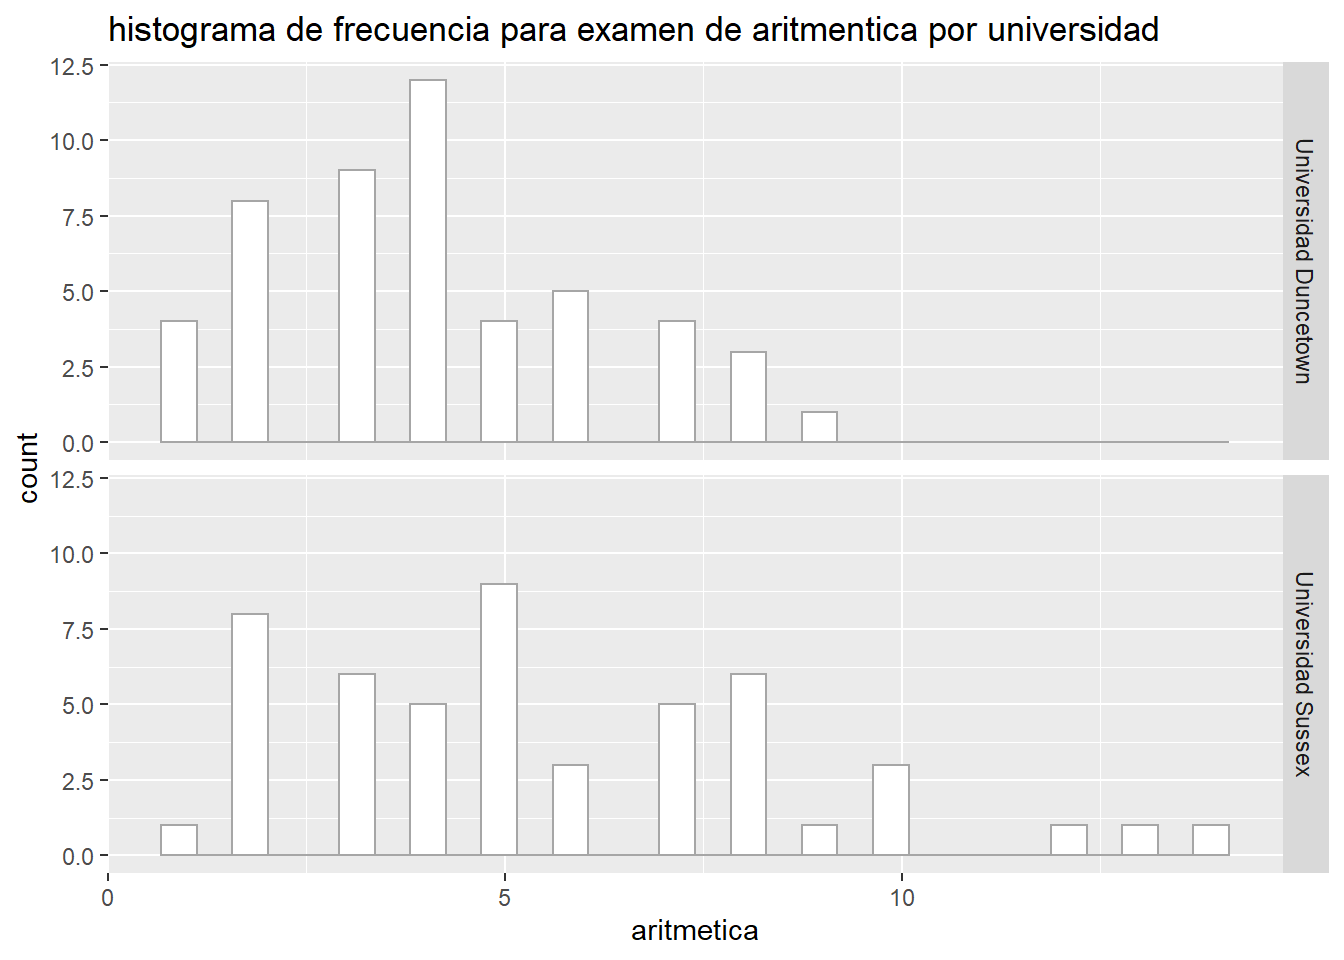 histograma de frecuencia para examen de aritmentica por universidad
12.5
10.0
7.5
5.0
2.5
0.0
Universidad Duncetown
count
12.5
10.0
7.5
5.0
2.5
0.0
Universidad Sussex
0 5 10
aritmetica